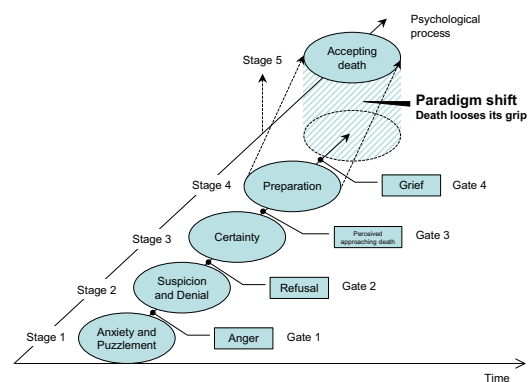 Psychological
process
Accepting
death
Stage 5
Paradigm shift
Death looses its grip
Stage 4
Preparation
Grief
Gate 4
Stage 3
Certainty
Perceived
approaching death
Gate 3
Stage 2
Suspicion
and Denial
Refusal
Gate 2
Stage 1
Anxiety and
Puzzlement
Anger
Gate 1
Time